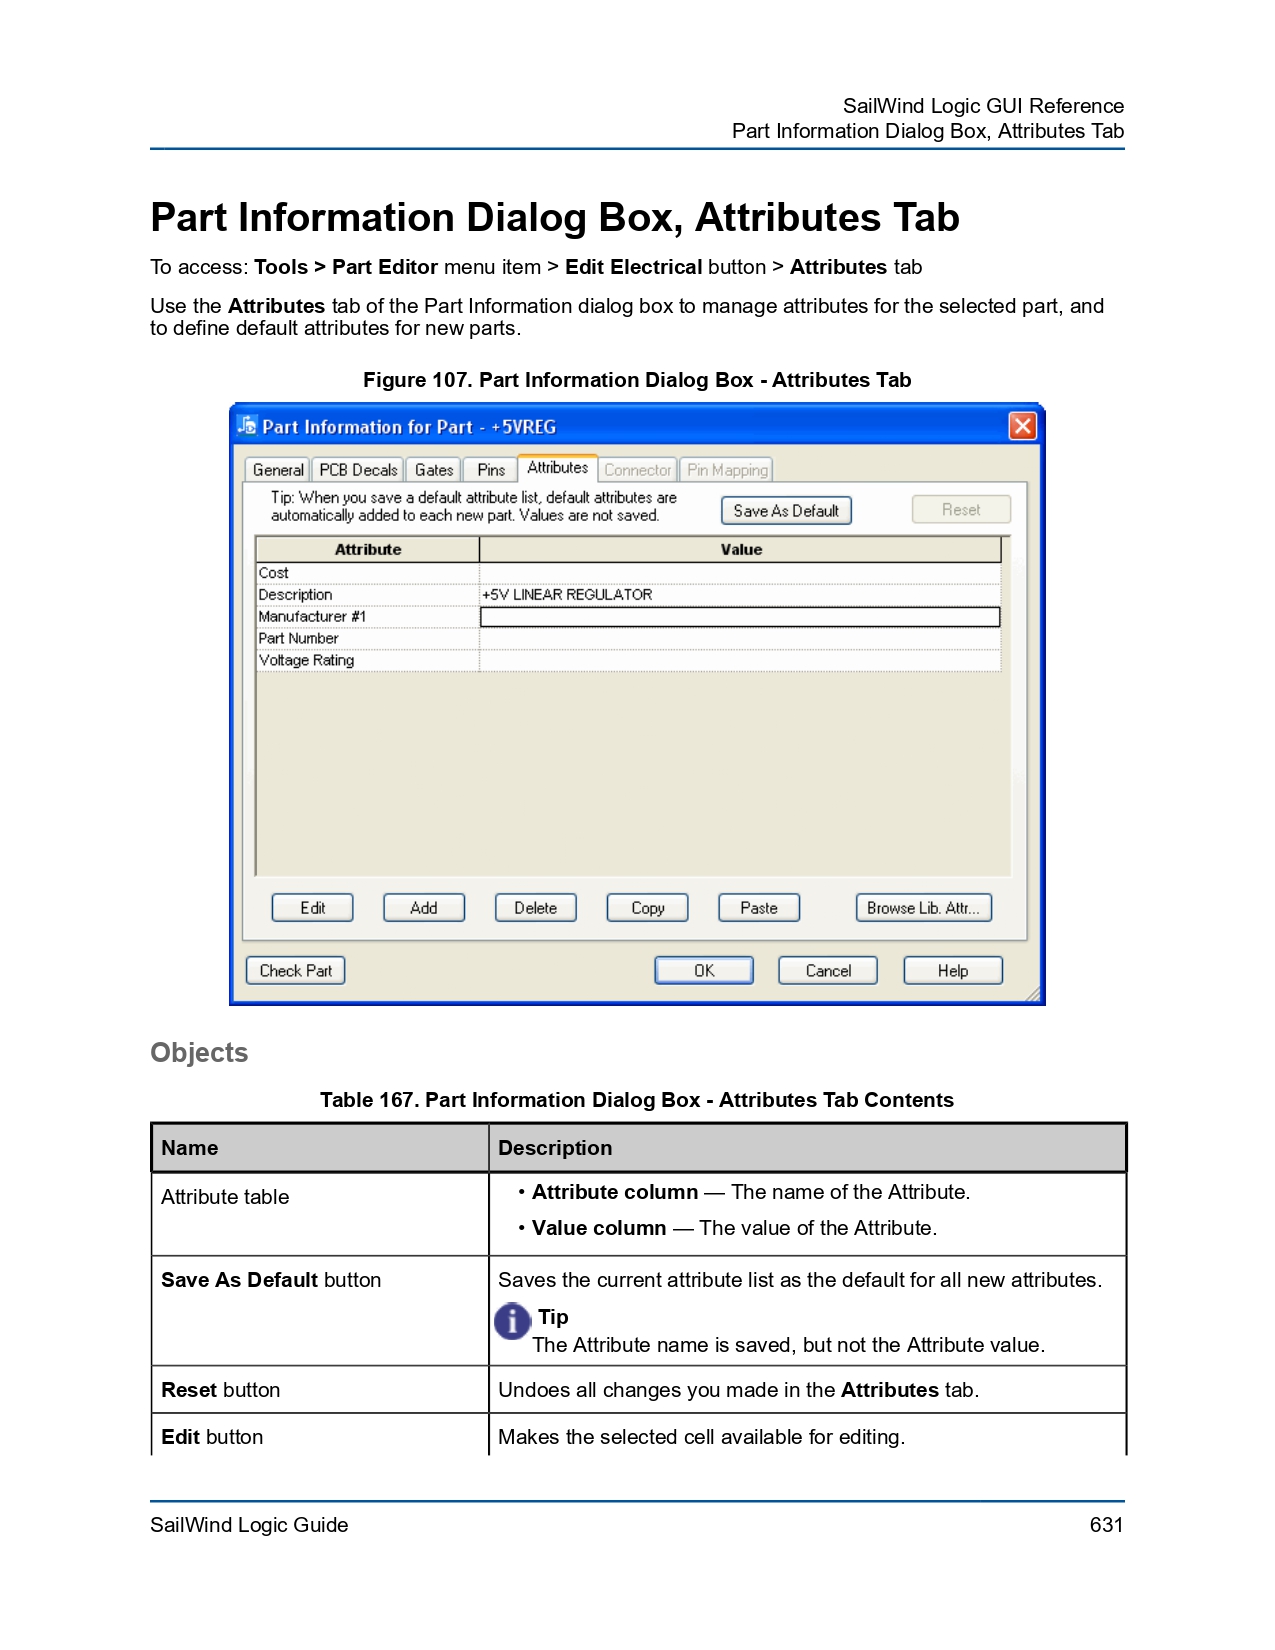 SailWind Logic GUI Reference
Part Information Dialog Box, Attributes Tab
Part Information Dialog Box, Attributes Tab
To access: Tools > Part Editor menu item > Edit Electrical button > Attributes tab
Use the Attributes tab of the Part Information dialog box to manage attributes for the selected part, and
to define default attributes for new parts.
Figure 107. Part Information Dialog Box - Attributes Tab
Part Information for Part - +5VREG
General PCB Decals Gates Pins Attributes Connector Pin Mapping
Tip: When you save a default attribute list, default attributes are
automatically added to each new part. Values are not saved.
Save As Default Reset
Attribute Value
Cost
Description +5V LINEAR REGULATOR
Manufacturer #1
Part Number
Voltage Rating
Edit Add Delete Copy Paste Browse Lib. Attr...
Check Part OK Cancel Help
Objects
Table 167. Part Information Dialog Box - Attributes Tab Contents
Name Description
Attribute table
• Attribute column — The name of the Attribute.
• Value column — The value of the Attribute.
Save As Default button Saves the current attribute list as the default for all new attributes.
Tip
The Attribute name is saved, but not the Attribute value.
Reset button Undoes all changes you made in the Attributes tab.
Edit button Makes the selected cell available for editing.
SailWind Logic Guide 631